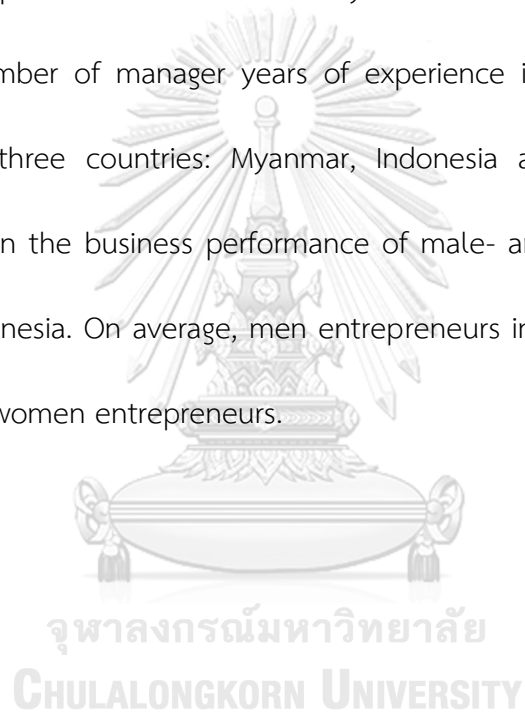 mber of manager years of experience i
three countries: Myanmar, Indonesia a
n the business performance of male- a
nesia. On average, men entrepreneurs in
women entrepreneurs.
จุฬาลงกรณ์มหาวิทยาลัย
CHULALONGKORN UNIVERSITY